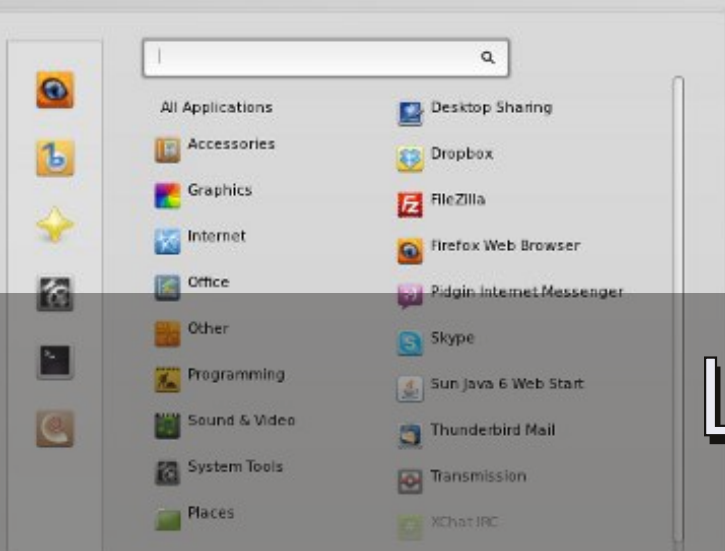 All Applications
Accessories
Graphics
Internet
Office
Other
Programming
Sound & Video
System Tools
Places
Desktop Sharing
Dropbox
FileZilla
Firefox Web Browser
Pidgin Internet Messenger
Skype
Sun Java 6 Web Start
Thunderbird Mail
Transmission
XChat IRC
L